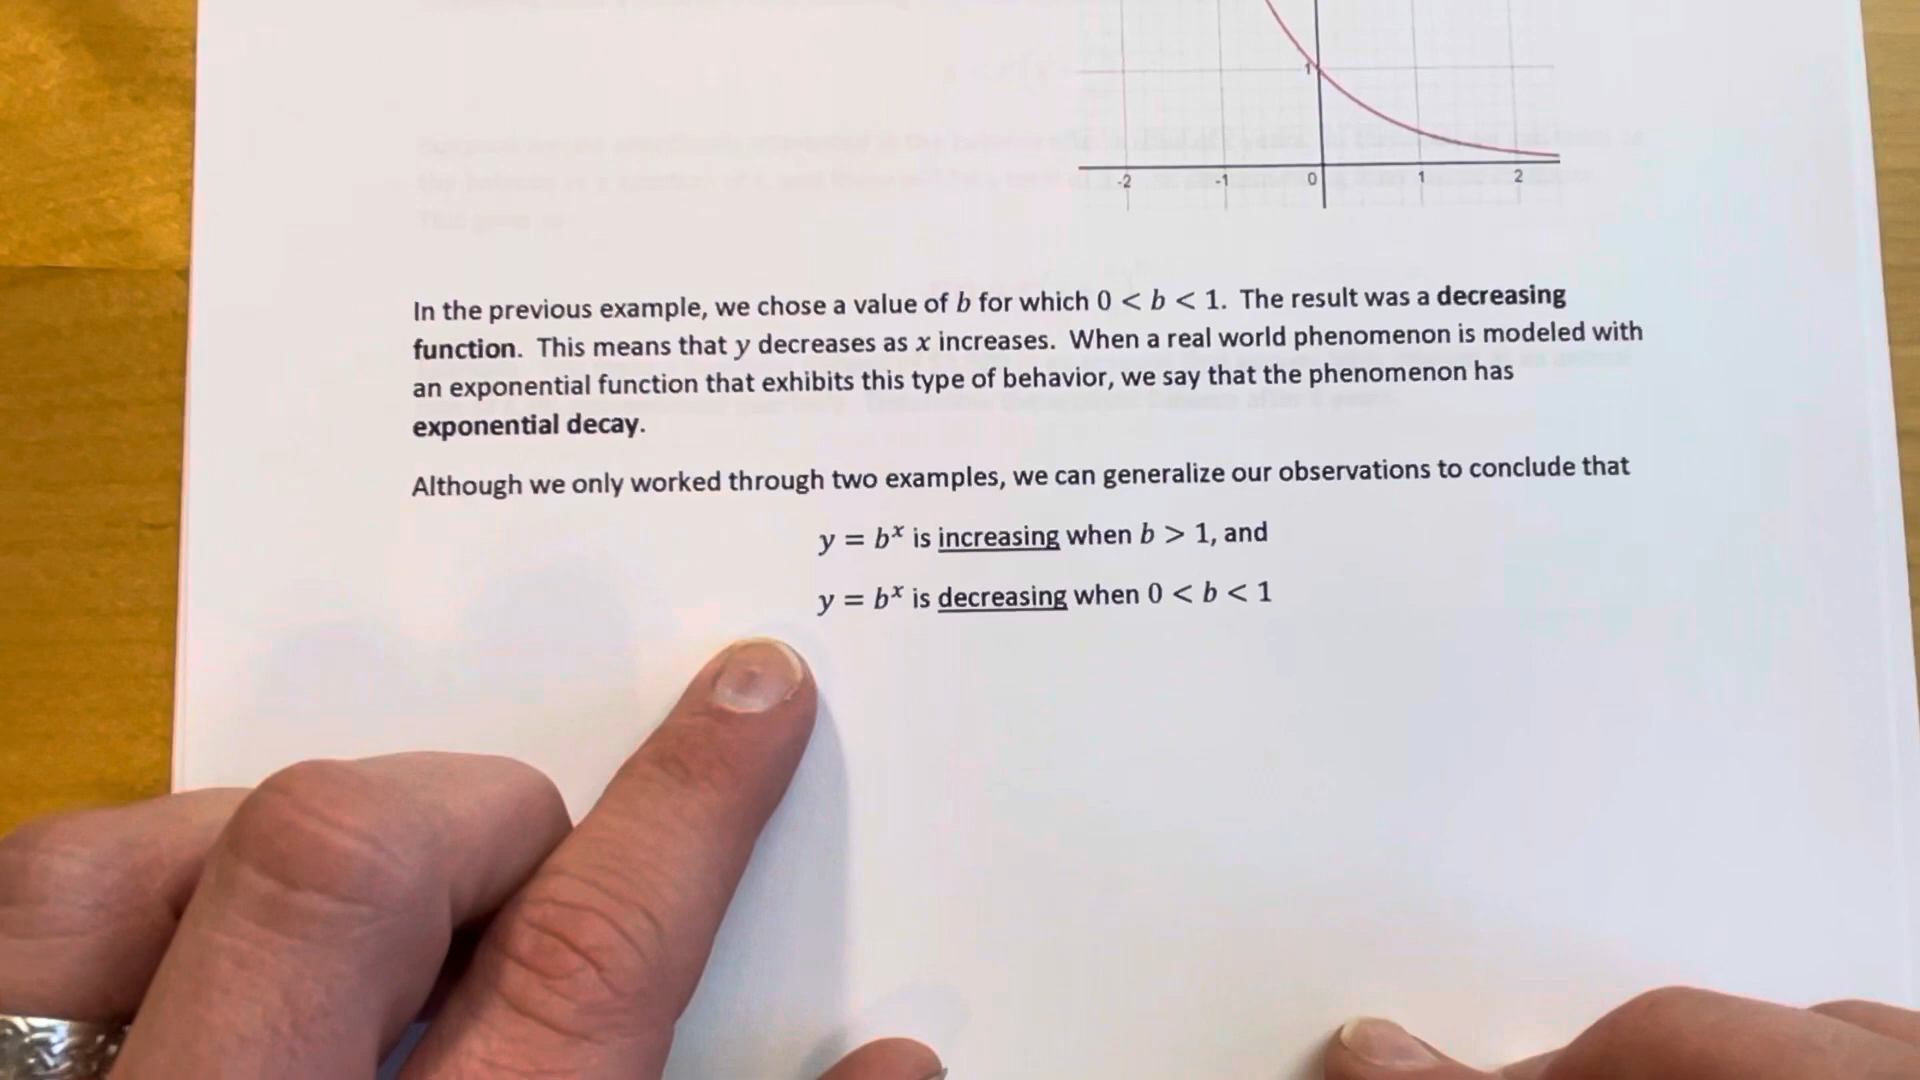 1
-2 -1 0 1 2
In the previous example, we chose a value of b for which 0 < b < 1. The result was a decreasing
function. This means that y decreases as x increases. When a real world phenomenon is modeled with
an exponential function that exhibits this type of behavior, we say that the phenomenon has
exponential decay.
Although we only worked through two examples, we can generalize our observations to conclude that
y = bˣ is increasing when b > 1, and
y = bˣ is decreasing when 0 < b < 1